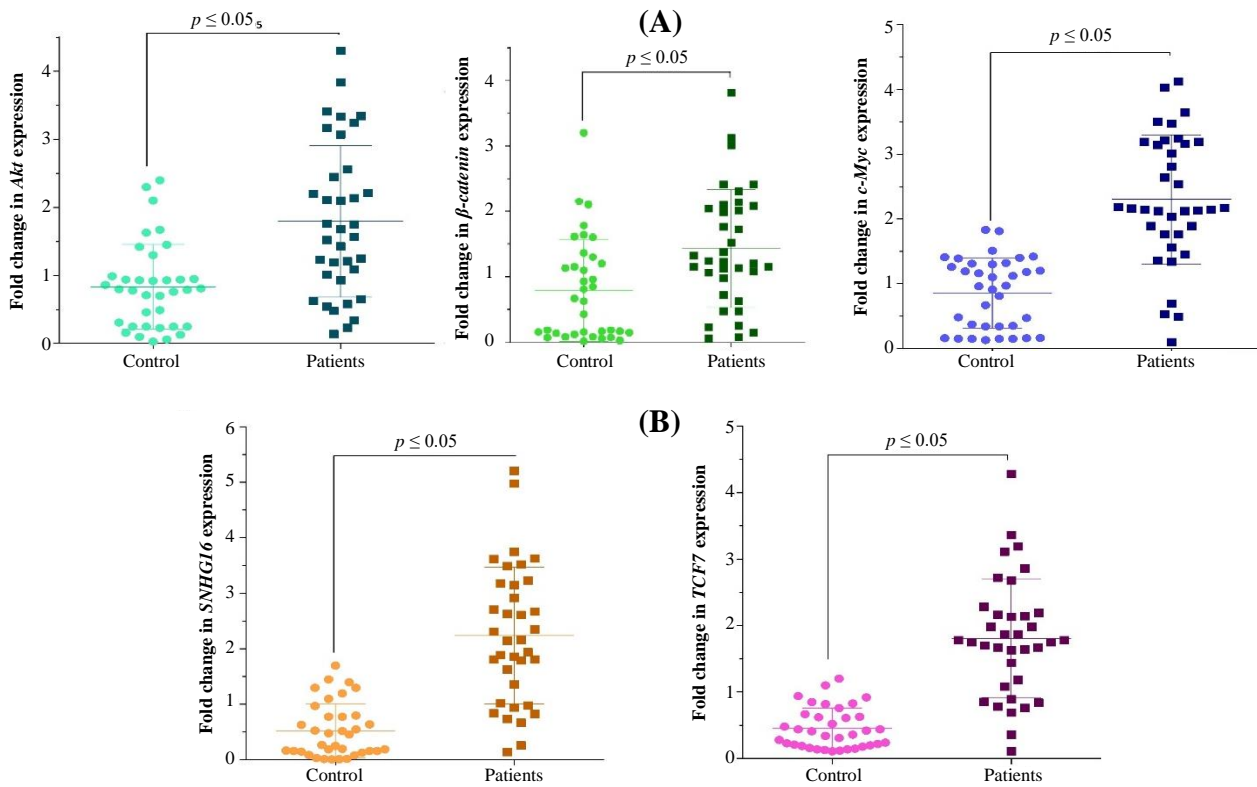 (A)
p ≤ 0.05 s
Fold change in Akt expression
4
3
2
1
0
Control Patients
p ≤ 0.05
Fold change in β-catenin expression
4
3
2
1
0
Control Patients
p ≤ 0.05
Fold change in c-Myc expression
5
4
3
2
1
0
Control Patients
(B)
p ≤ 0.05
Fold change in SNHG16 expression
6
5
4
3
2
1
0
Control Patients
p ≤ 0.05
Fold change in TCF7 expression
5
4
3
2
1
0
Control Patients